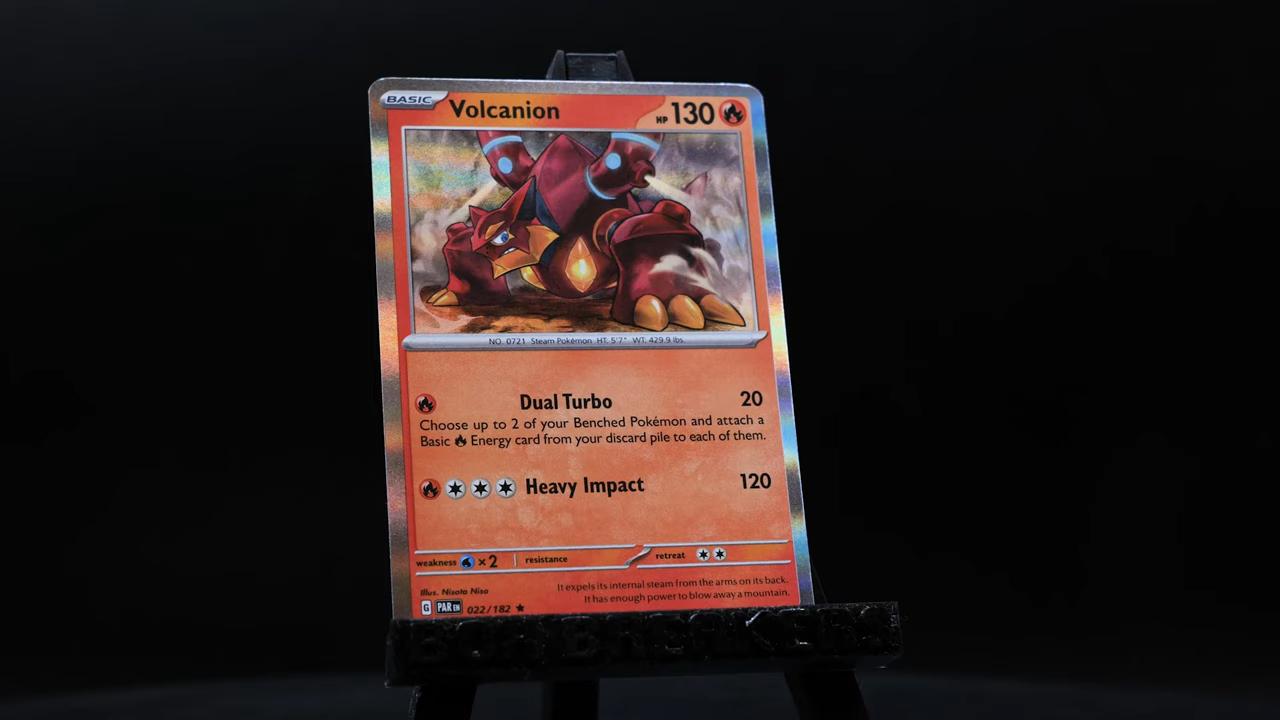 BASIC Volcanion HP 130
NO. 0721 Steam Pokémon HT. 5'7" WT. 429.9 lbs.
Dual Turbo 20
Choose up to 2 of your Benched Pokémon and attach a
Basic Energy card from your discard pile to each of them.
Heavy Impact 120
weakness ×2 resistance retreat
Illus. Nisota Niso
It expels its internal steam from the arms on its back.
It has enough power to blow away a mountain.
G PAR EN 022/182